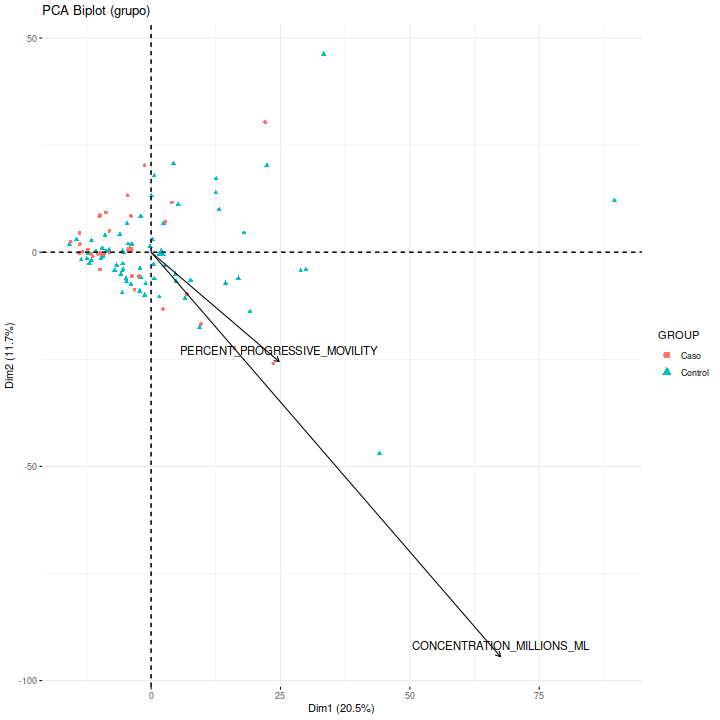 PCA Biplot (grupo)
50
0
-50
-100
Dim2 (11.7%)
PERCENT_PROGRESSIVE_MOVILITY
CONCENTRATION_MILLIONS_ML
GROUP
Caso
Control
0
25
50
75
Dim1 (20.5%)